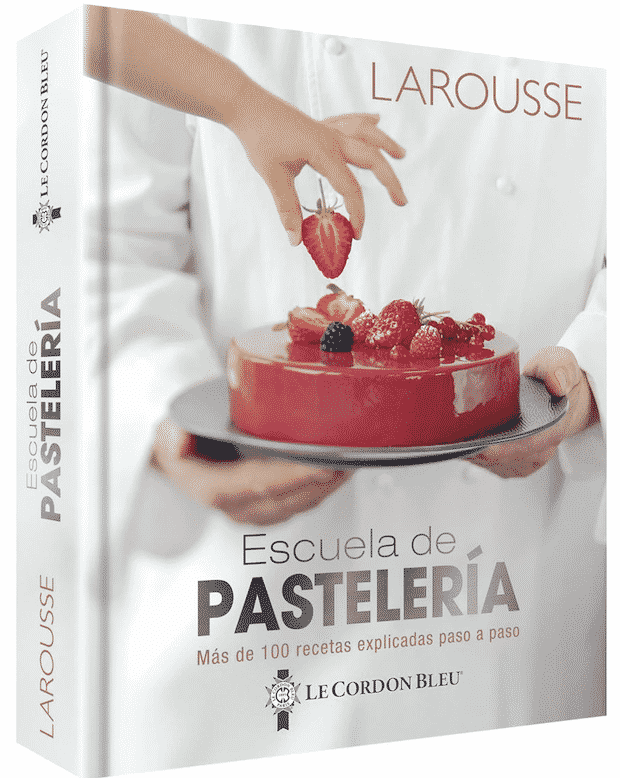 LAROUSSE
Escuela de
PASTELERÍA
Más de 100 recetas explicadas paso a paso
LE CORDON BLEU®
LE CORDON BLEU®
Escuela de
PASTELERÍA
LAROUSSE